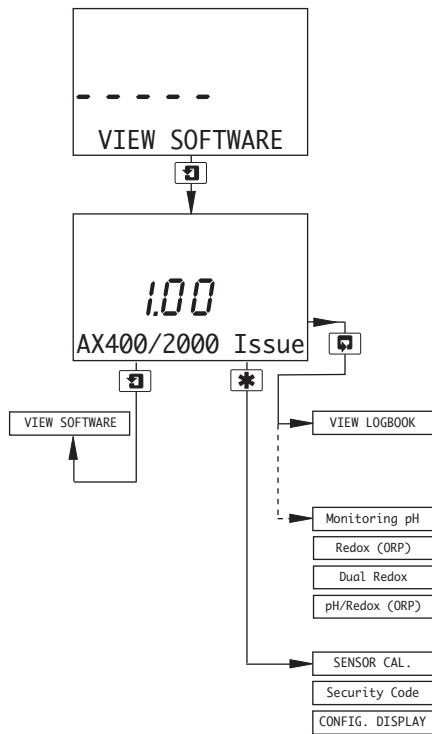 - - - - -
VIEW SOFTWARE
1.00
AX400/2000 Issue
VIEW SOFTWARE
VIEW LOGBOOK
Monitoring pH
Redox (ORP)
Dual Redox
pH/Redox (ORP)
SENSOR CAL.
Security Code
CONFIG. DISPLAY